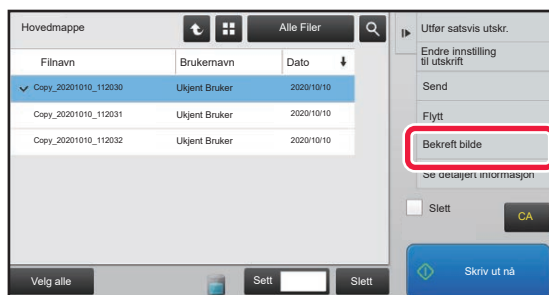 Hovedmappe
Alle Filer
Filnavn
Brukernavn
Dato
Copy_20201010_112030
Ukjent Bruker
2020/10/10
Copy_20201010_112031
Ukjent Bruker
2020/10/10
Copy_20201010_112032
Ukjent Bruker
2020/10/10
Velg alle
Sett
Slett
Utfør satsvis utskr.
Endre innstilling
til utskrift
Send
Flytt
Bekreft bilde
Se detaljert informasjon
Slett
CA
Skriv ut nå